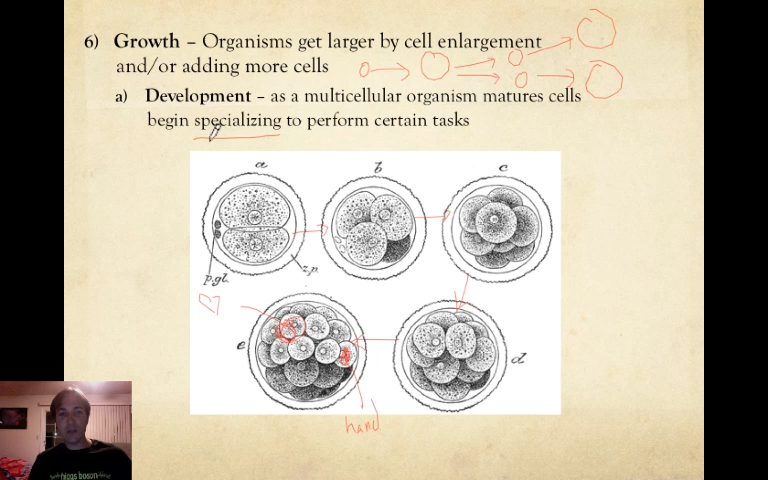 6) Growth – Organisms get larger by cell enlargement
and/or adding more cells
a) Development – as a multicellular organism matures cells
begin specializing to perform certain tasks
a
b
c
p.gl.
z.p.
e
d
hand
higgs boson